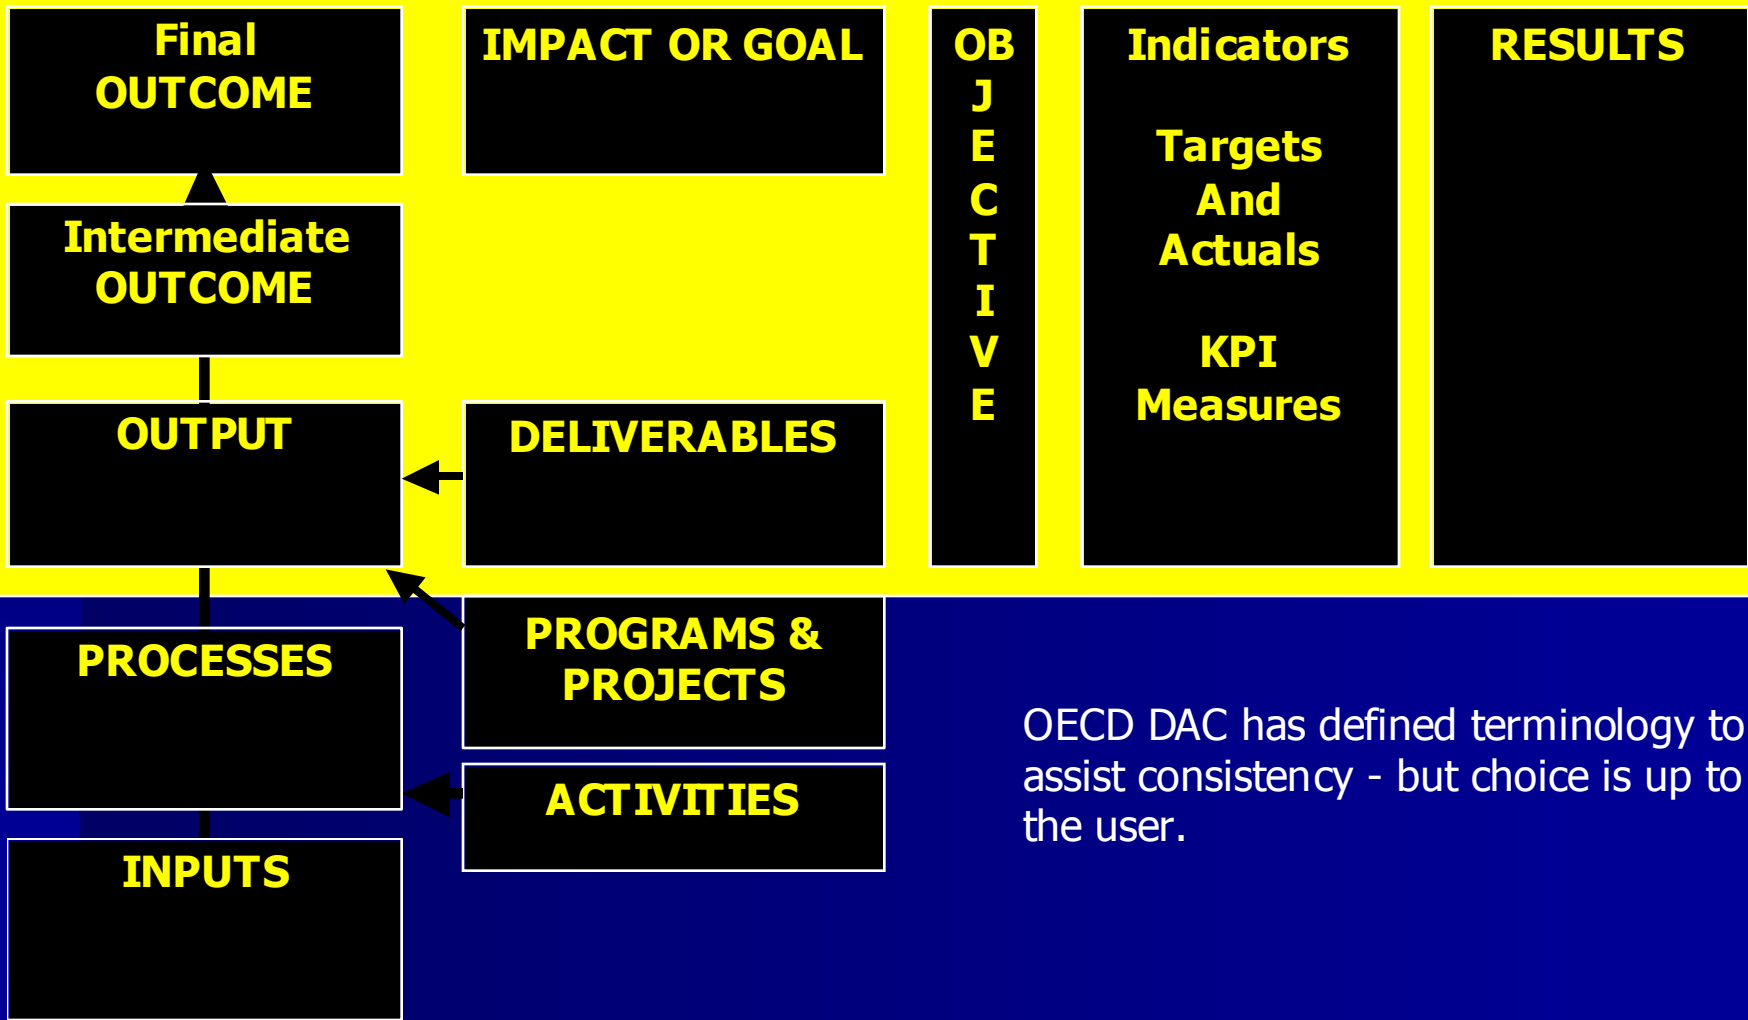 Final
OUTCOME
IMPACT OR GOAL
OB
J
E
C
T
I
V
E
Indicators
Targets
And
Actuals
KPI
Measures
RESULTS
Intermediate
OUTCOME
OUTPUT
DELIVERABLES
PROCESSES
PROGRAMS &
PROJECTS
ACTIVITIES
INPUTS
OECD DAC has defined terminology to
assist consistency - but choice is up to
the user.